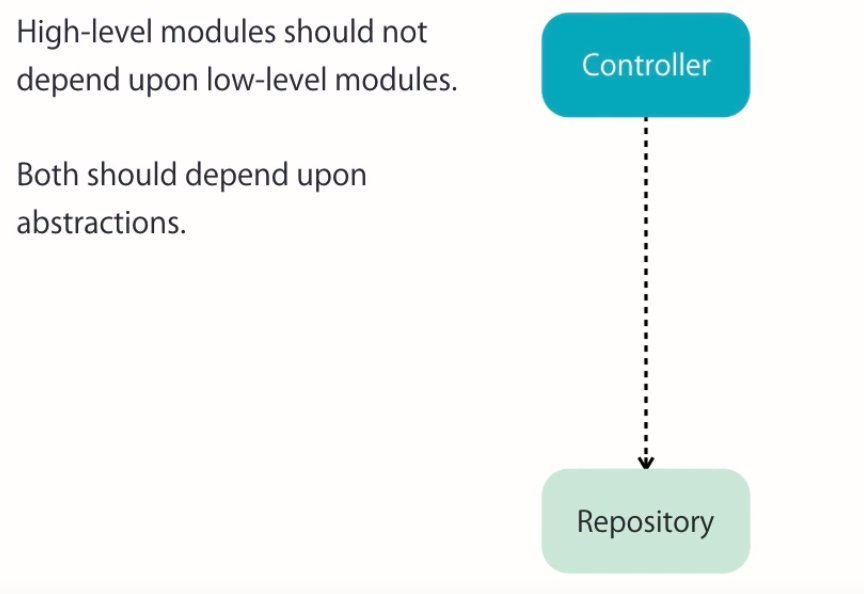 High-level modules should not
depend upon low-level modules.
Both should depend upon
abstractions.
Controller
Repository